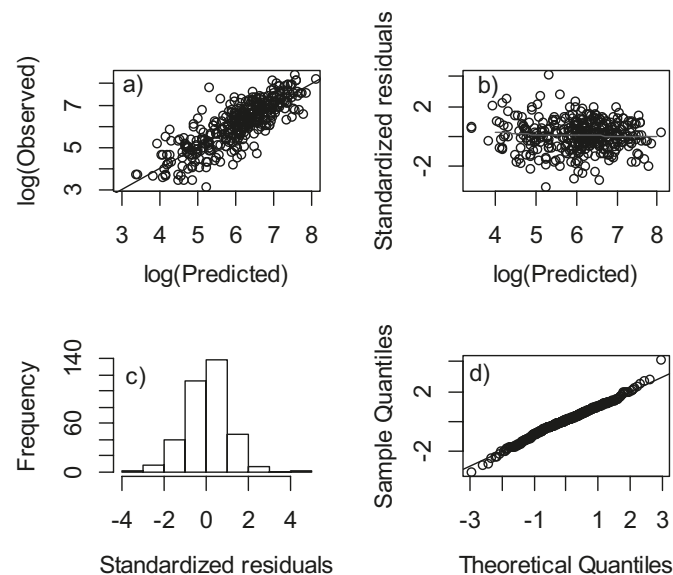 a)
log(Observed)
7
5
3
3 4 5 6 7 8
log(Predicted)
b)
Standardized residuals
2
-2
4 5 6 7 8
log(Predicted)
c)
Frequency
140
60
0
-4 -2 0 2 4
Standardized residuals
d)
Sample Quantiles
2
-2
-3 -1 1 2 3
Theoretical Quantiles